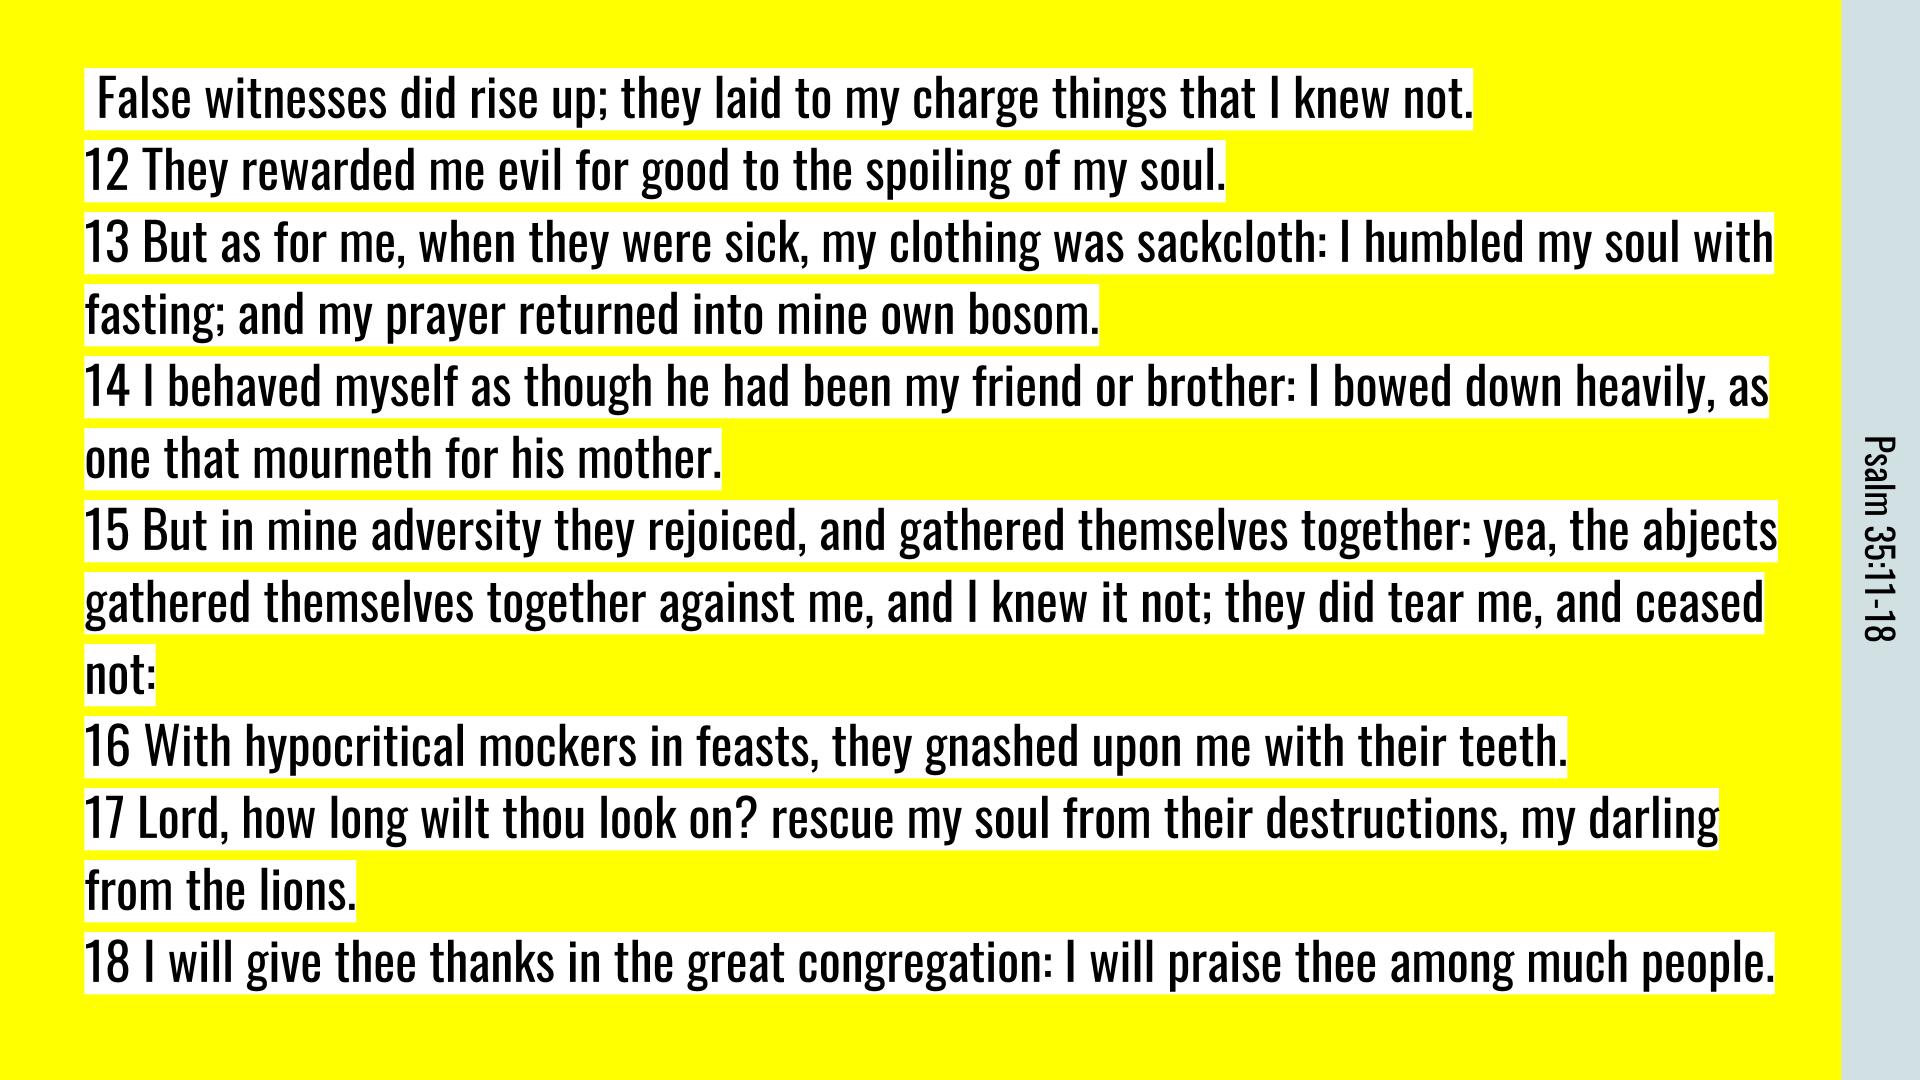 False witnesses did rise up; they laid to my charge things that I knew not.
12 They rewarded me evil for good to the spoiling of my soul.
13 But as for me, when they were sick, my clothing was sackcloth: I humbled my soul with
fasting; and my prayer returned into mine own bosom.
14 I behaved myself as though he had been my friend or brother: I bowed down heavily, as
one that mourneth for his mother.
15 But in mine adversity they rejoiced, and gathered themselves together: yea, the abjects
gathered themselves together against me, and I knew it not; they did tear me, and ceased
not:
16 With hypocritical mockers in feasts, they gnashed upon me with their teeth.
17 Lord, how long wilt thou look on? rescue my soul from their destructions, my darling
from the lions.
18 I will give thee thanks in the great congregation: I will praise thee among much people.
Psalm 35:11-18